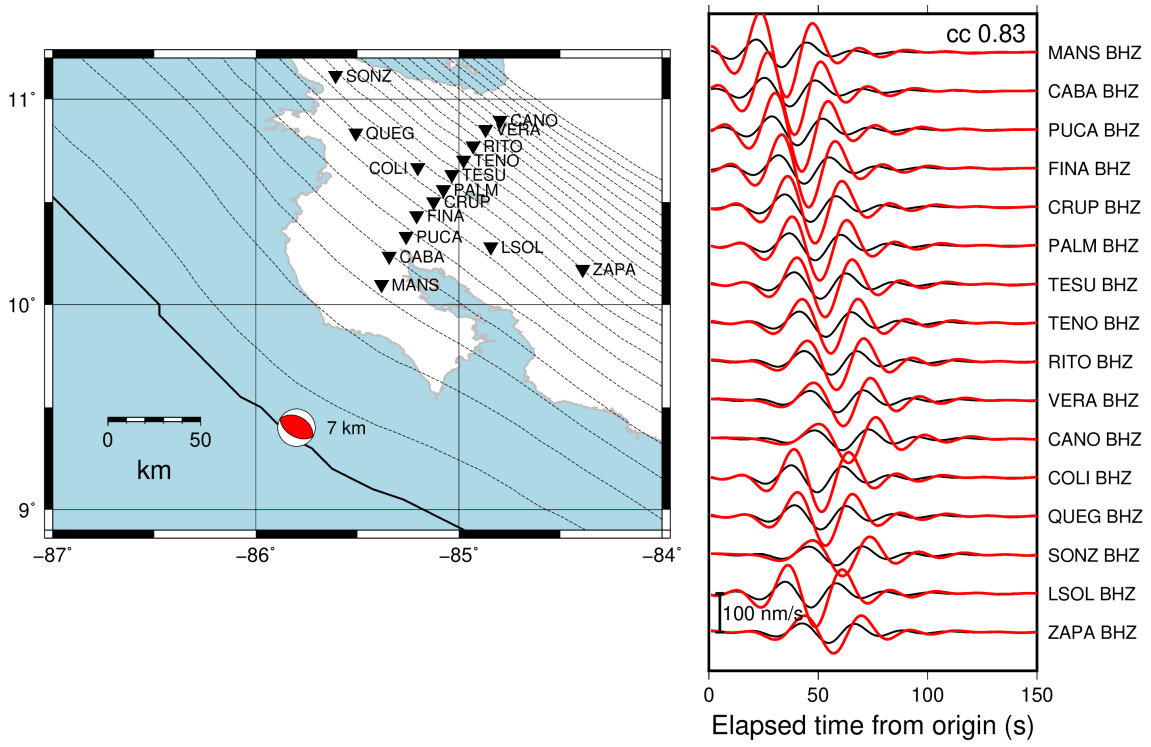 11°
10°
9°
−87°
−86°
−85°
−84°
SONZ
CANO
VERA
QUEG
RITO
TENO
COLI
TESU
PALM
CRUP
FINA
PUCA
LSOL
CABA
ZAPA
MANS
7 km
0 50
km
cc 0.83
MANS BHZ
CABA BHZ
PUCA BHZ
FINA BHZ
CRUP BHZ
PALM BHZ
TESU BHZ
TENO BHZ
RITO BHZ
VERA BHZ
CANO BHZ
COLI BHZ
QUEG BHZ
SONZ BHZ
LSOL BHZ
100 nm/s
ZAPA BHZ
0 50 100 150
Elapsed time from origin (s)